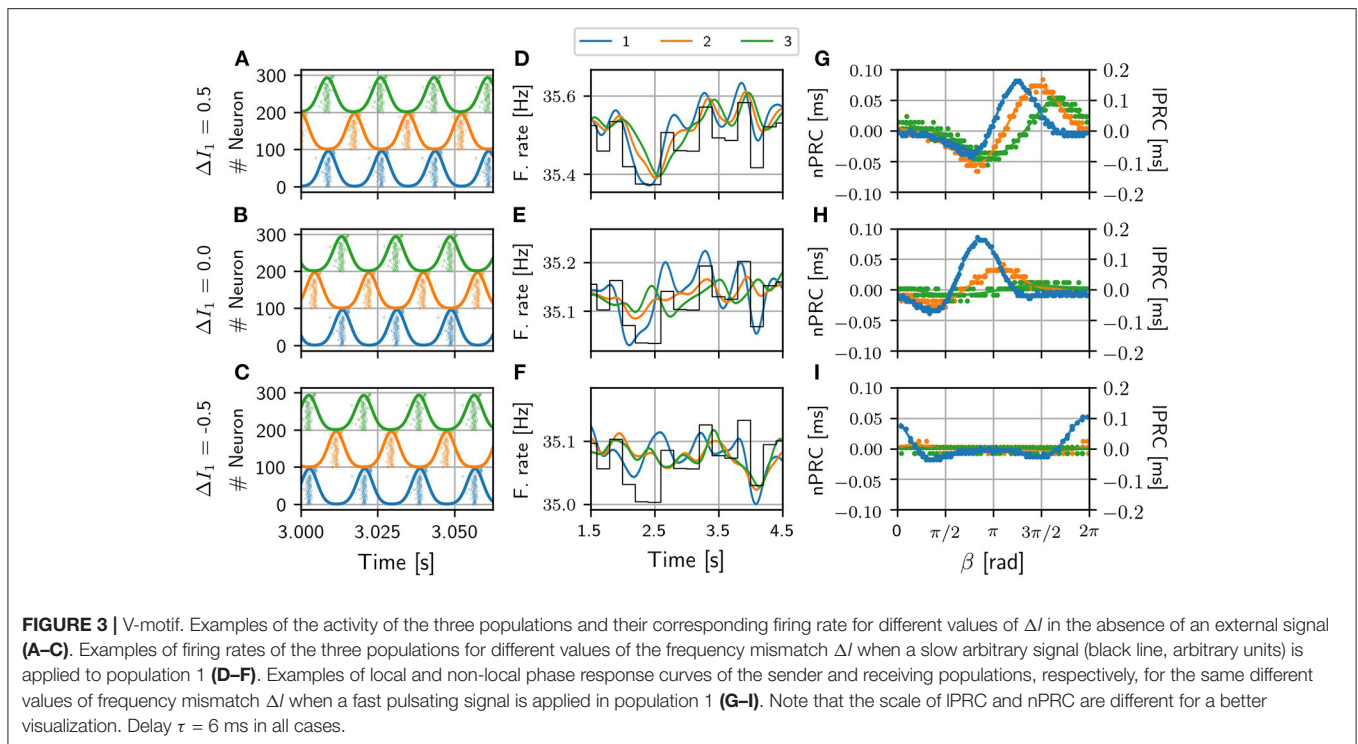 1 2 3
A
ΔI₁ = 0.5
# Neuron
300
200
100
0
D
F. rate [Hz]
35.6
35.4
G
nPRC [ms]
0.10
0.05
0.00
−0.05
−0.10
0.2
0.1
0.0
−0.1
−0.2
lPRC [ms]
B
ΔI₁ = 0.0
# Neuron
300
200
100
0
E
F. rate [Hz]
35.2
35.1
H
nPRC [ms]
0.10
0.05
0.00
−0.05
−0.10
0.2
0.1
0.0
−0.1
−0.2
lPRC [ms]
C
ΔI₁ = -0.5
# Neuron
300
200
100
0
3.000 3.025 3.050
Time [s]
F
F. rate [Hz]
35.1
35.0
1.5 2.5 3.5 4.5
Time [s]
I
nPRC [ms]
0.10
0.05
0.00
−0.05
−0.10
0.2
0.1
0.0
−0.1
−0.2
lPRC [ms]
0 π/2 π 3π/2 2π
β [rad]
FIGURE 3 | V-motif. Examples of the activity of the three populations and their corresponding firing rate for different values of ΔI in the absence of an external signal
(A–C). Examples of firing rates of the three populations for different values of the frequency mismatch ΔI when a slow arbitrary signal (black line, arbitrary units) is
applied to population 1 (D–F). Examples of local and non-local phase response curves of the sender and receiving populations, respectively, for the same different
values of frequency mismatch ΔI when a fast pulsating signal is applied in population 1 (G–I). Note that the scale of lPRC and nPRC are different for a better
visualization. Delay τ = 6 ms in all cases.